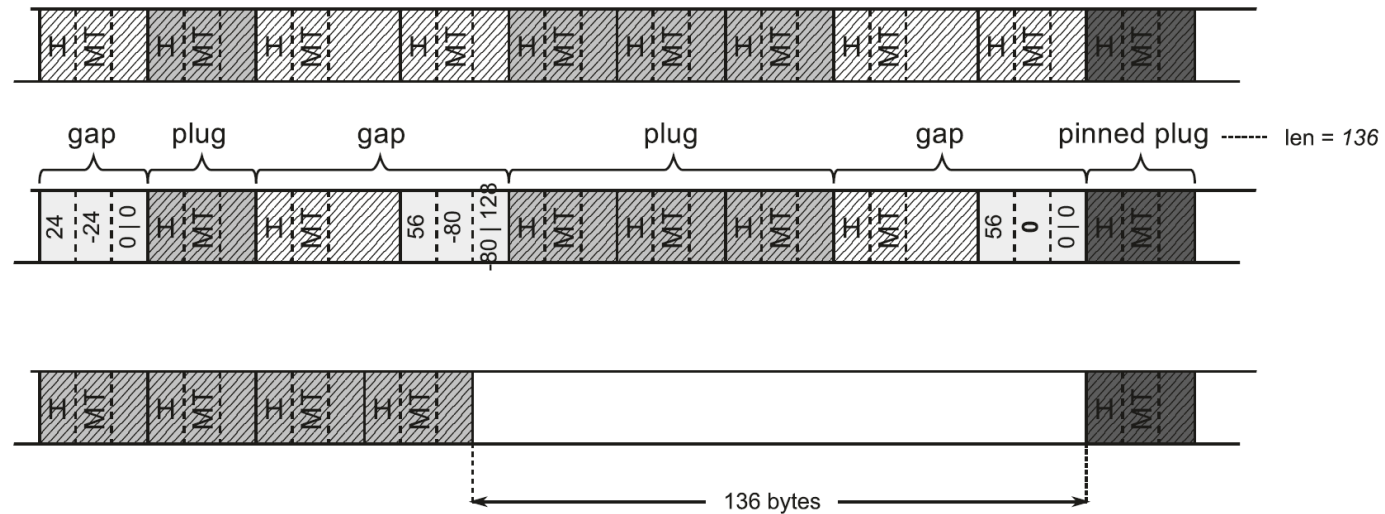 H MT H MT H MT H MT H MT H MT H MT H MT H MT H MT
gap plug gap plug gap pinned plug len = 136
24 -24 0 | 0 H MT H MT 56 -80 -80 | 128 H MT H MT H MT H MT 56 0 0 | 0 H MT
H MT H MT H MT H MT H MT
136 bytes